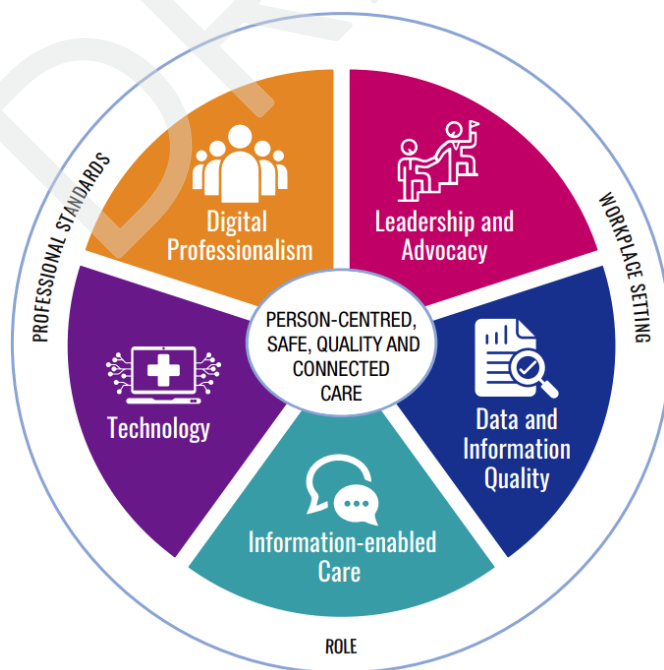 PROFESSIONAL STANDARDS
WORKPLACE SETTING
Digital
Professionalism
Leadership and
Advocacy
PERSON-CENTRED,
SAFE, QUALITY AND
CONNECTED
CARE
Technology
Data and
Information
Quality
Information-enabled
Care
ROLE